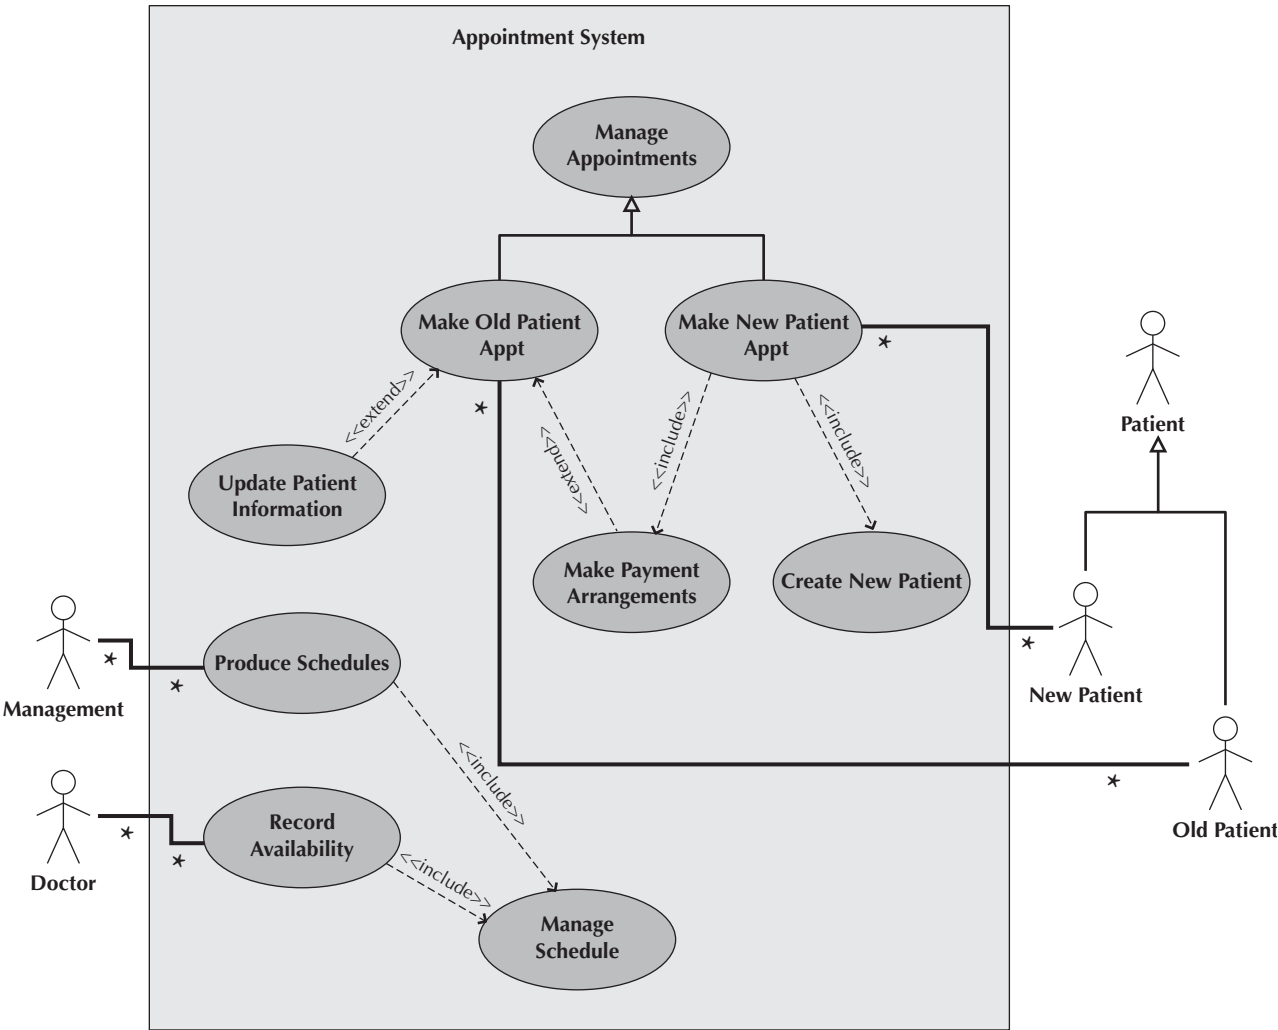 Appointment System
Manage
Appointments
Make Old Patient
Appt
Make New Patient
Appt
*
*
<<extend>>
<<extend>>
<<include>>
<<include>>
Patient
Update Patient
Information
Make Payment
Arrangements
Create New Patient
Management
*
*
Produce Schedules
*
New Patient
<<include>>
*
Old Patient
Doctor
*
*
Record
Availability
<<include>>
Manage
Schedule